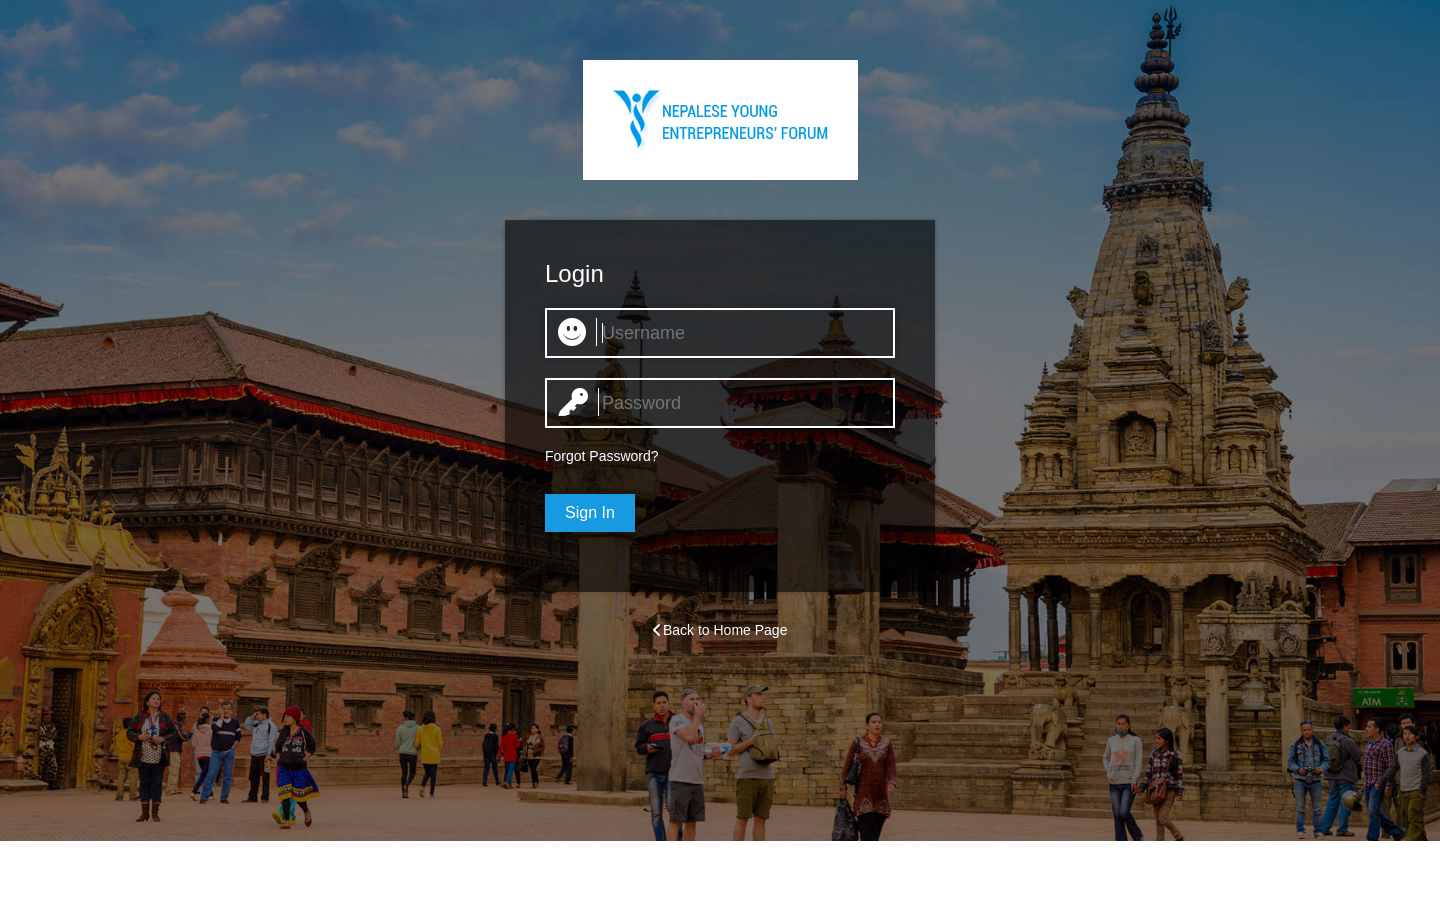 NEPALESE YOUNG
ENTREPRENEURS' FORUM
Login
Username
Password
Forgot Password?
Sign In
Back to Home Page
ATM